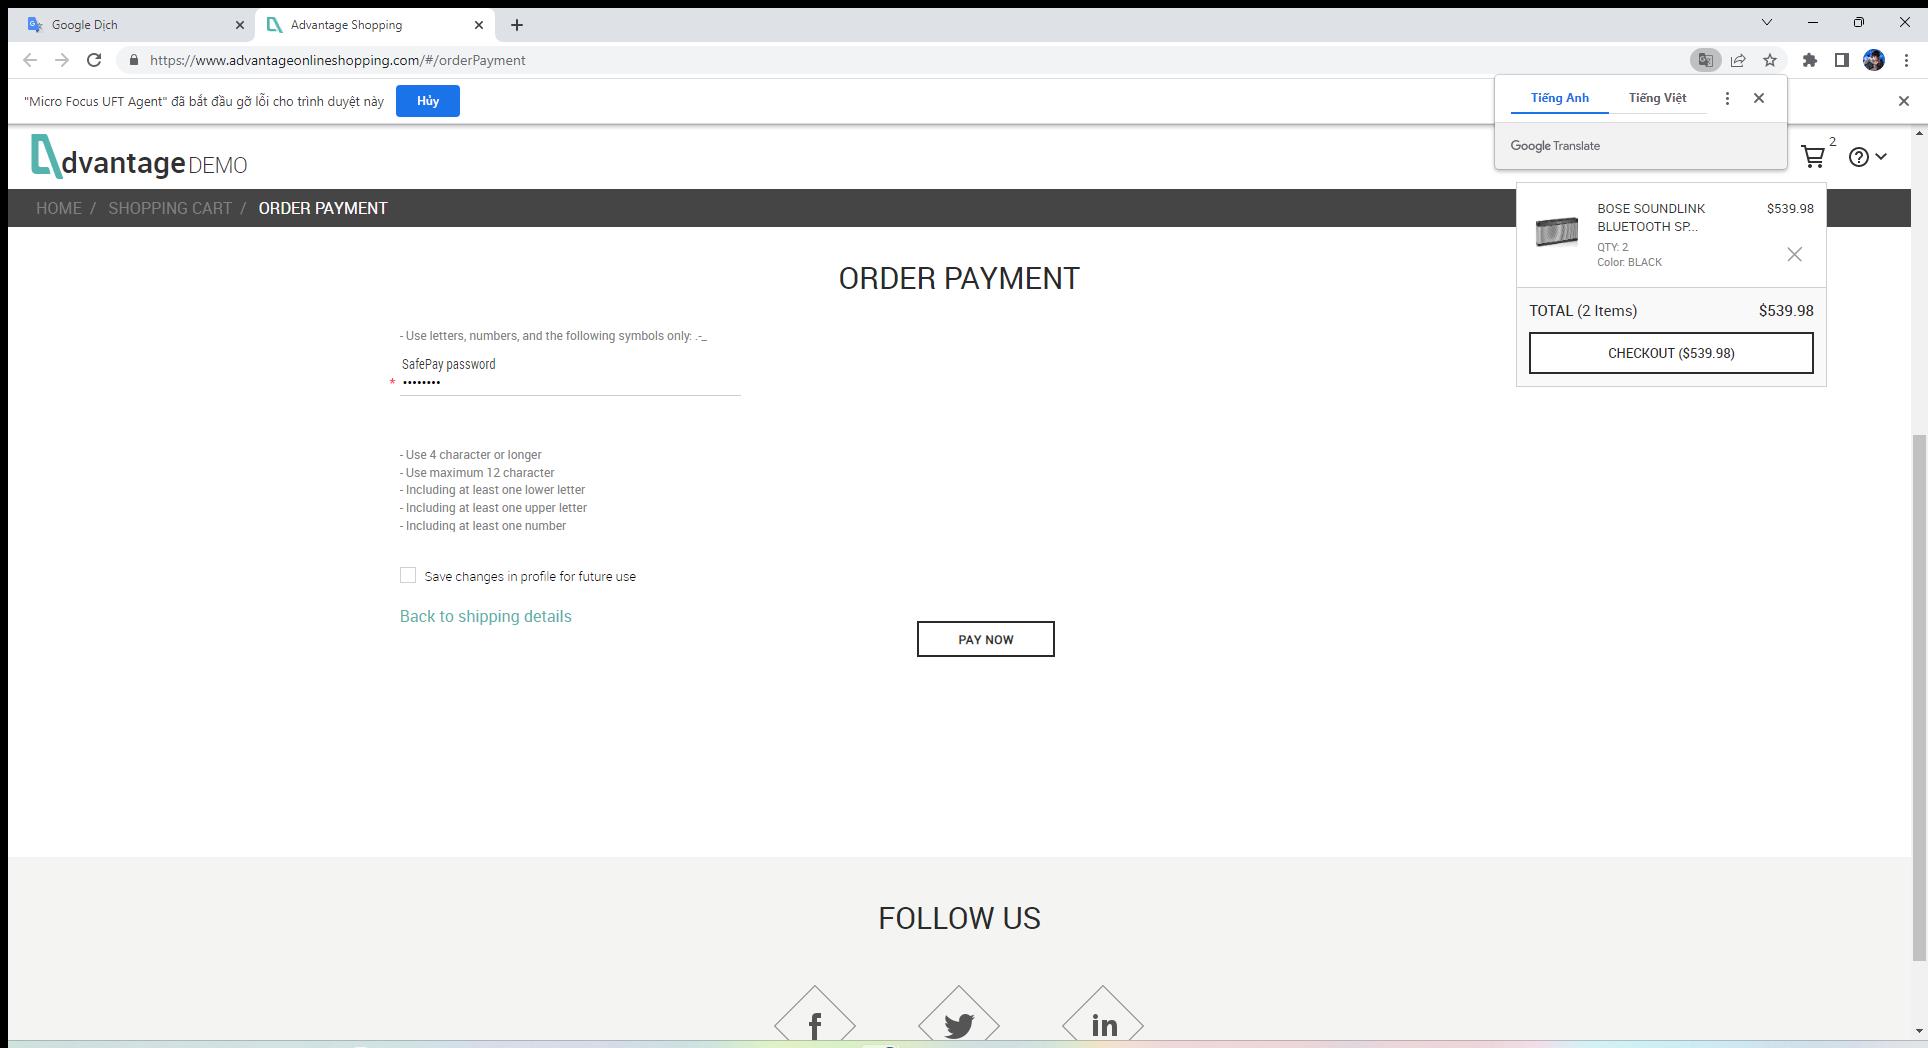 Google Dịch
Advantage Shopping
https://www.advantageonlineshopping.com/#/orderPayment
"Micro Focus UFT Agent" đã bắt đầu gỡ lỗi cho trình duyệt này
Hủy
Tiếng Anh
Tiếng Việt
Google Translate
dvantage DEMO
2
HOME / SHOPPING CART / ORDER PAYMENT
BOSE SOUNDLINK $539.98
BLUETOOTH SP...
QTY: 2
Color: BLACK
TOTAL (2 Items) $539.98
CHECKOUT ($539.98)
ORDER PAYMENT
- Use letters, numbers, and the following symbols only: .-_
SafePay password
* ••••••••
- Use 4 character or longer
- Use maximum 12 character
- Including at least one lower letter
- Including at least one upper letter
- Including at least one number
Save changes in profile for future use
Back to shipping details
PAY NOW
FOLLOW US
f
in